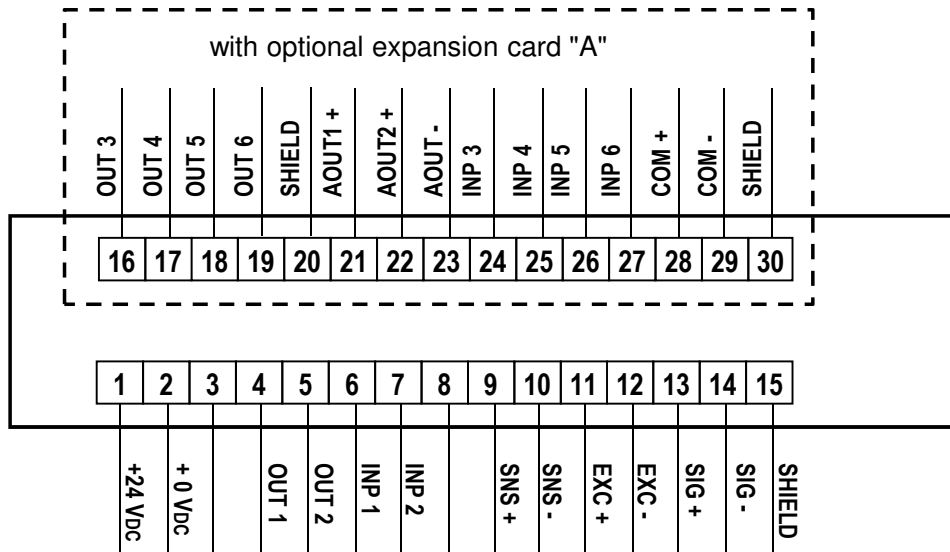 with optional expansion card "A"
OUT 3
OUT 4
OUT 5
OUT 6
SHIELD
AOUT1 +
AOUT2 +
AOUT -
INP 3
INP 4
INP 5
INP 6
COM +
COM -
SHIELD
16 17 18 19 20 21 22 23 24 25 26 27 28 29 30
1 2 3 4 5 6 7 8 9 10 11 12 13 14 15
+24 VDC
+ 0 VDC
OUT 1
OUT 2
INP 1
INP 2
SNS +
SNS -
EXC +
EXC -
SIG +
SIG -
SHIELD